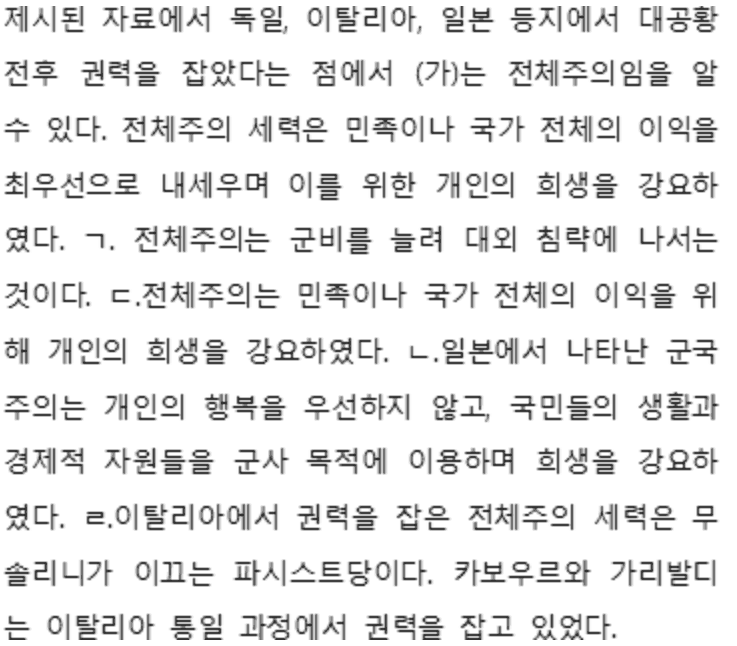 제시된 자료에서 독일, 이탈리아, 일본 등지에서 대공황
전후 권력을 잡았다는 점에서 (가)는 전체주의임을 알
수 있다. 전체주의 세력은 민족이나 국가 전체의 이익을
최우선으로 내세우며 이를 위한 개인의 희생을 강요하
였다. ㄱ. 전체주의는 군비를 늘려 대외 침략에 나서는
것이다. ㄷ.전체주의는 민족이나 국가 전체의 이익을 위
해 개인의 희생을 강요하였다. ㄴ.일본에서 나타난 군국
주의는 개인의 행복을 우선하지 않고, 국민들의 생활과
경제적 자원들을 군사 목적에 이용하며 희생을 강요하
였다. ㄹ.이탈리아에서 권력을 잡은 전체주의 세력은 무
솔리니가 이끄는 파시스트당이다. 카보우르와 가리발디
는 이탈리아 통일 과정에서 권력을 잡고 있었다.